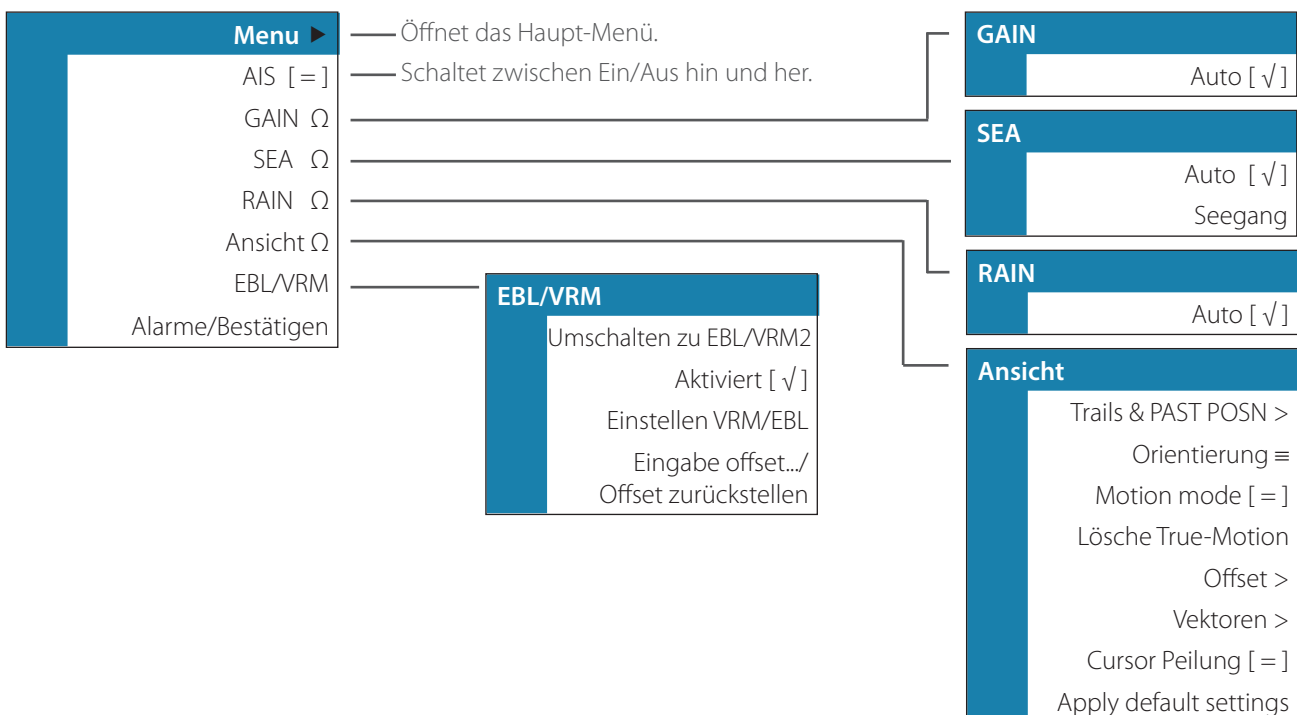 Menu ▶
AIS [ = ]
GAIN Ω
SEA Ω
RAIN Ω
Ansicht Ω
EBL/VRM
Alarme/Bestätigen
Öffnet das Haupt-Menü.
Schaltet zwischen Ein/Aus hin und her.
EBL/VRM
Umschalten zu EBL/VRM2
Aktiviert [ √ ]
Einstellen VRM/EBL
Eingabe offset.../
Offset zurückstellen
GAIN
Auto [ √ ]
SEA
Auto [ √ ]
Seegang
RAIN
Auto [ √ ]
Ansicht
Trails & PAST POSN >
Orientierung ≡
Motion mode [ = ]
Lösche True-Motion
Offset >
Vektoren >
Cursor Peilung [ = ]
Apply default settings